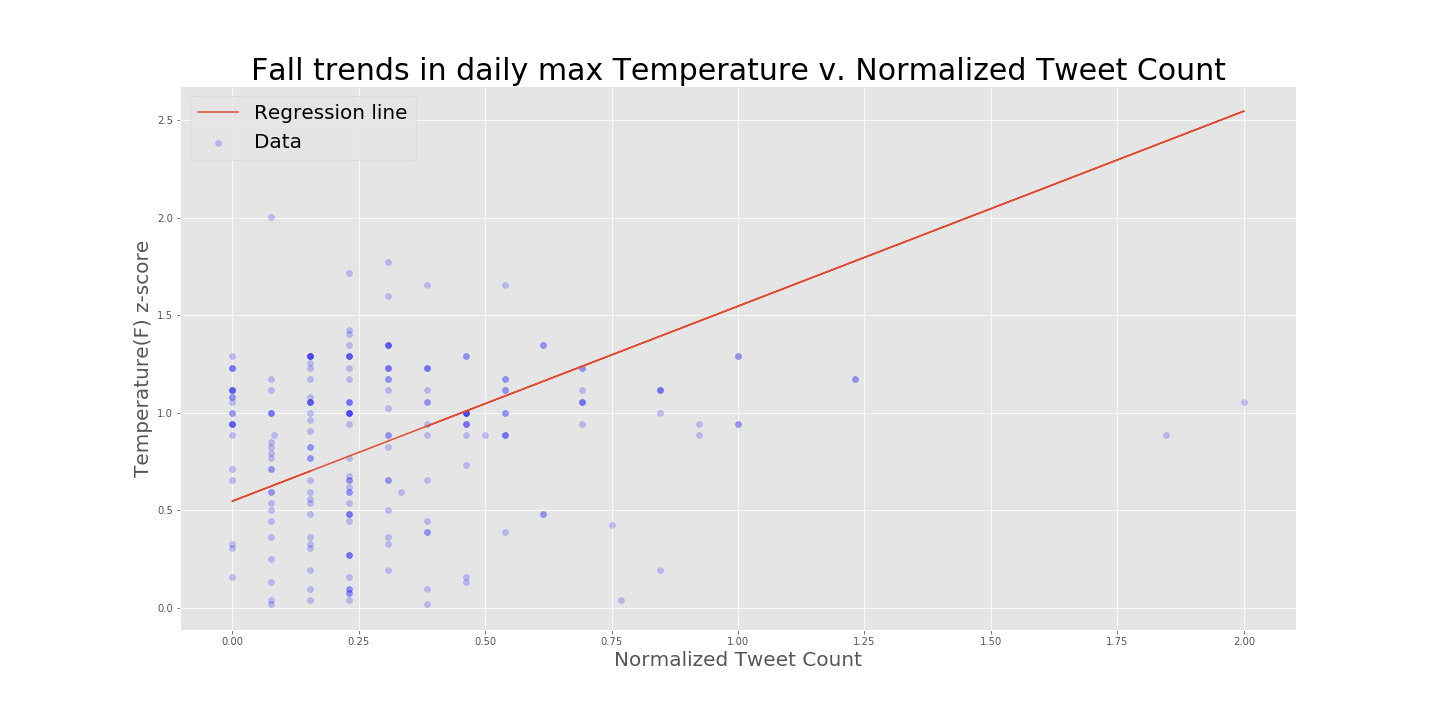 Fall trends in daily max Temperature v. Normalized Tweet Count
Regression line
Data
2.5
2.0
1.5
1.0
0.5
0.0
Temperature(F) z-score
0.00 0.25 0.50 0.75 1.00 1.25 1.50 1.75 2.00
Normalized Tweet Count